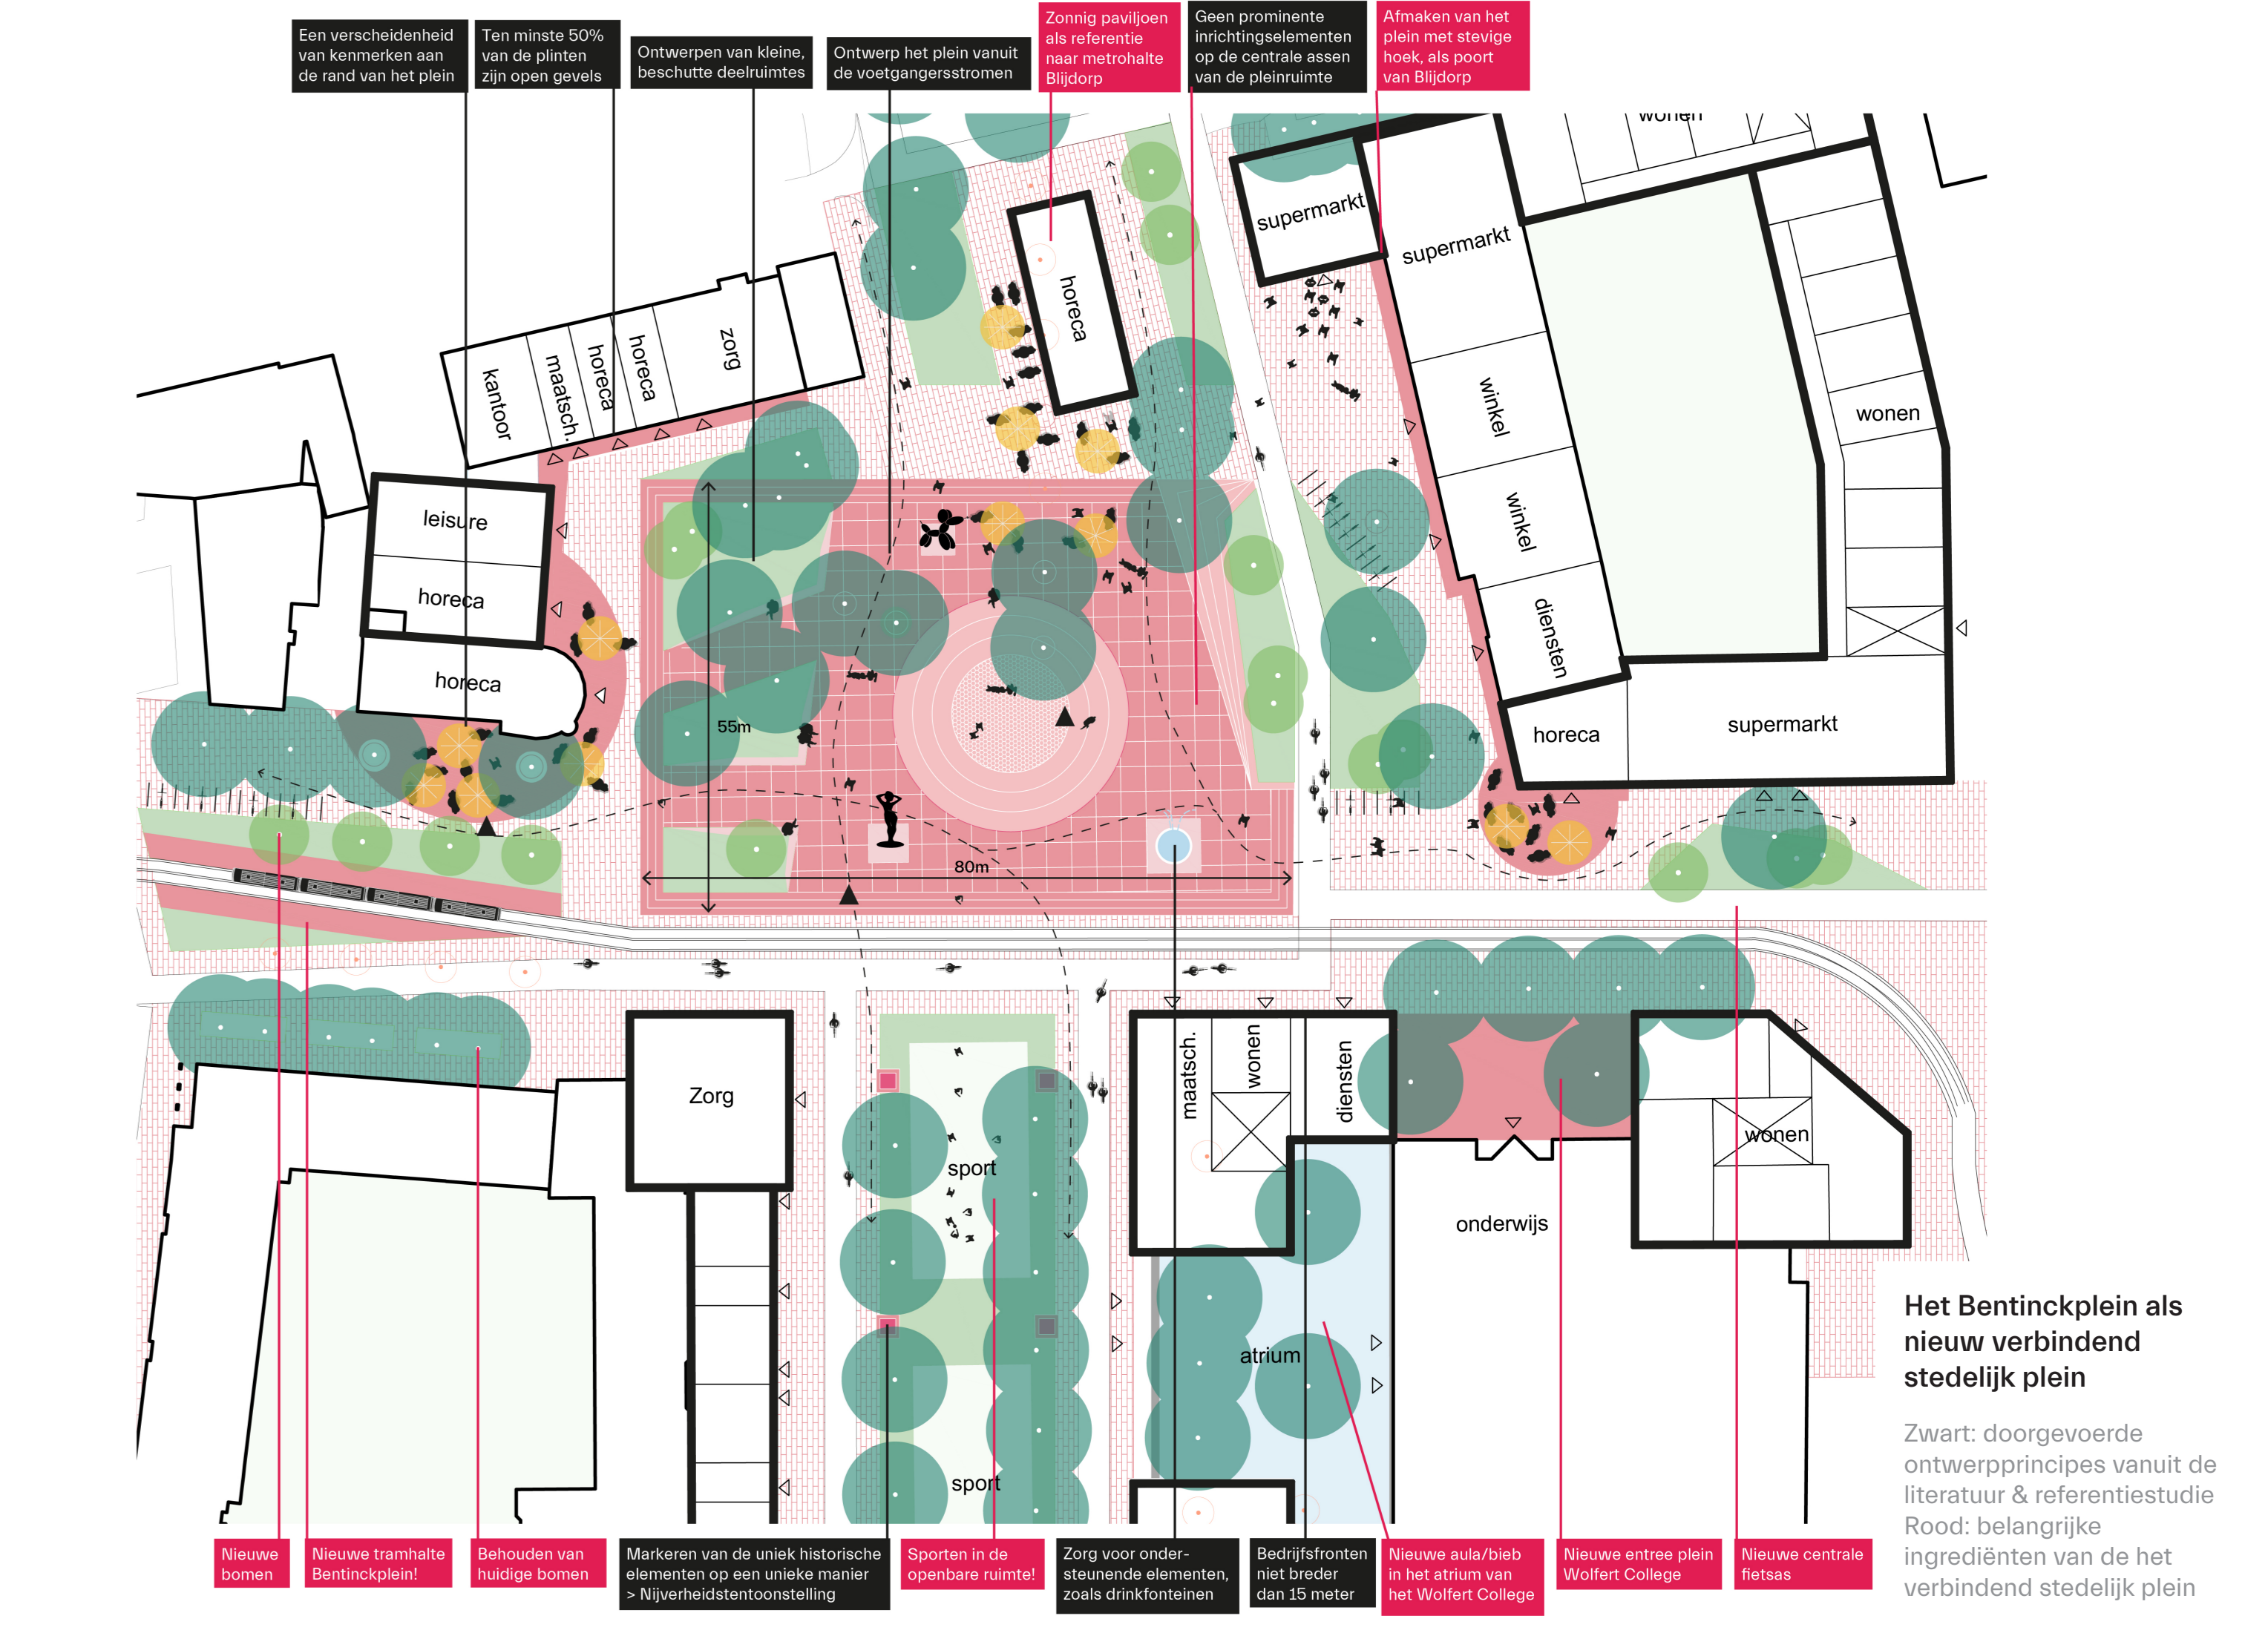 Een verscheidenheid
van kenmerken aan
de rand van het plein
Ten minste 50%
van de plinten
zijn open gevels
Ontwerpen van kleine,
beschutte deelruimtes
Ontwerp het plein vanuit
de voetgangersstromen
Zonnig paviljoen
als referentie
naar metrohalte
Blijdorp
Geen prominente
inrichtingselementen
op de centrale assen
van de pleinruimte
Afmaken van het
plein met stevige
hoek, als poort
van Blijdorp
wonen
supermarkt
supermarkt
horeca
kantoor
maatsch.
horeca
horeca
zorg
winkel
wonen
leisure
winkel
horeca
diensten
horeca
55m
horeca
supermarkt
80m
Zorg
maatsch.
wonen
diensten
wonen
sport
onderwijs
atrium
sport
Het Bentinckplein als
nieuw verbindend
stedelijk plein
Zwart: doorgevoerde
ontwerpprincipes vanuit de
literatuur & referentiestudie
Rood: belangrijke
ingrediënten van de het
verbindend stedelijk plein
Nieuwe
bomen
Nieuwe tramhalte
Bentinckplein!
Behouden van
huidige bomen
Markeren van de uniek historische
elementen op een unieke manier
> Nijverheidstentoonstelling
Sporten in de
openbare ruimte!
Zorg voor onder-
steunende elementen,
zoals drinkfonteinen
Bedrijfsfronten
niet breder
dan 15 meter
Nieuwe aula/bieb
in het atrium van
het Wolfert College
Nieuwe entree plein
Wolfert College
Nieuwe centrale
fietsas